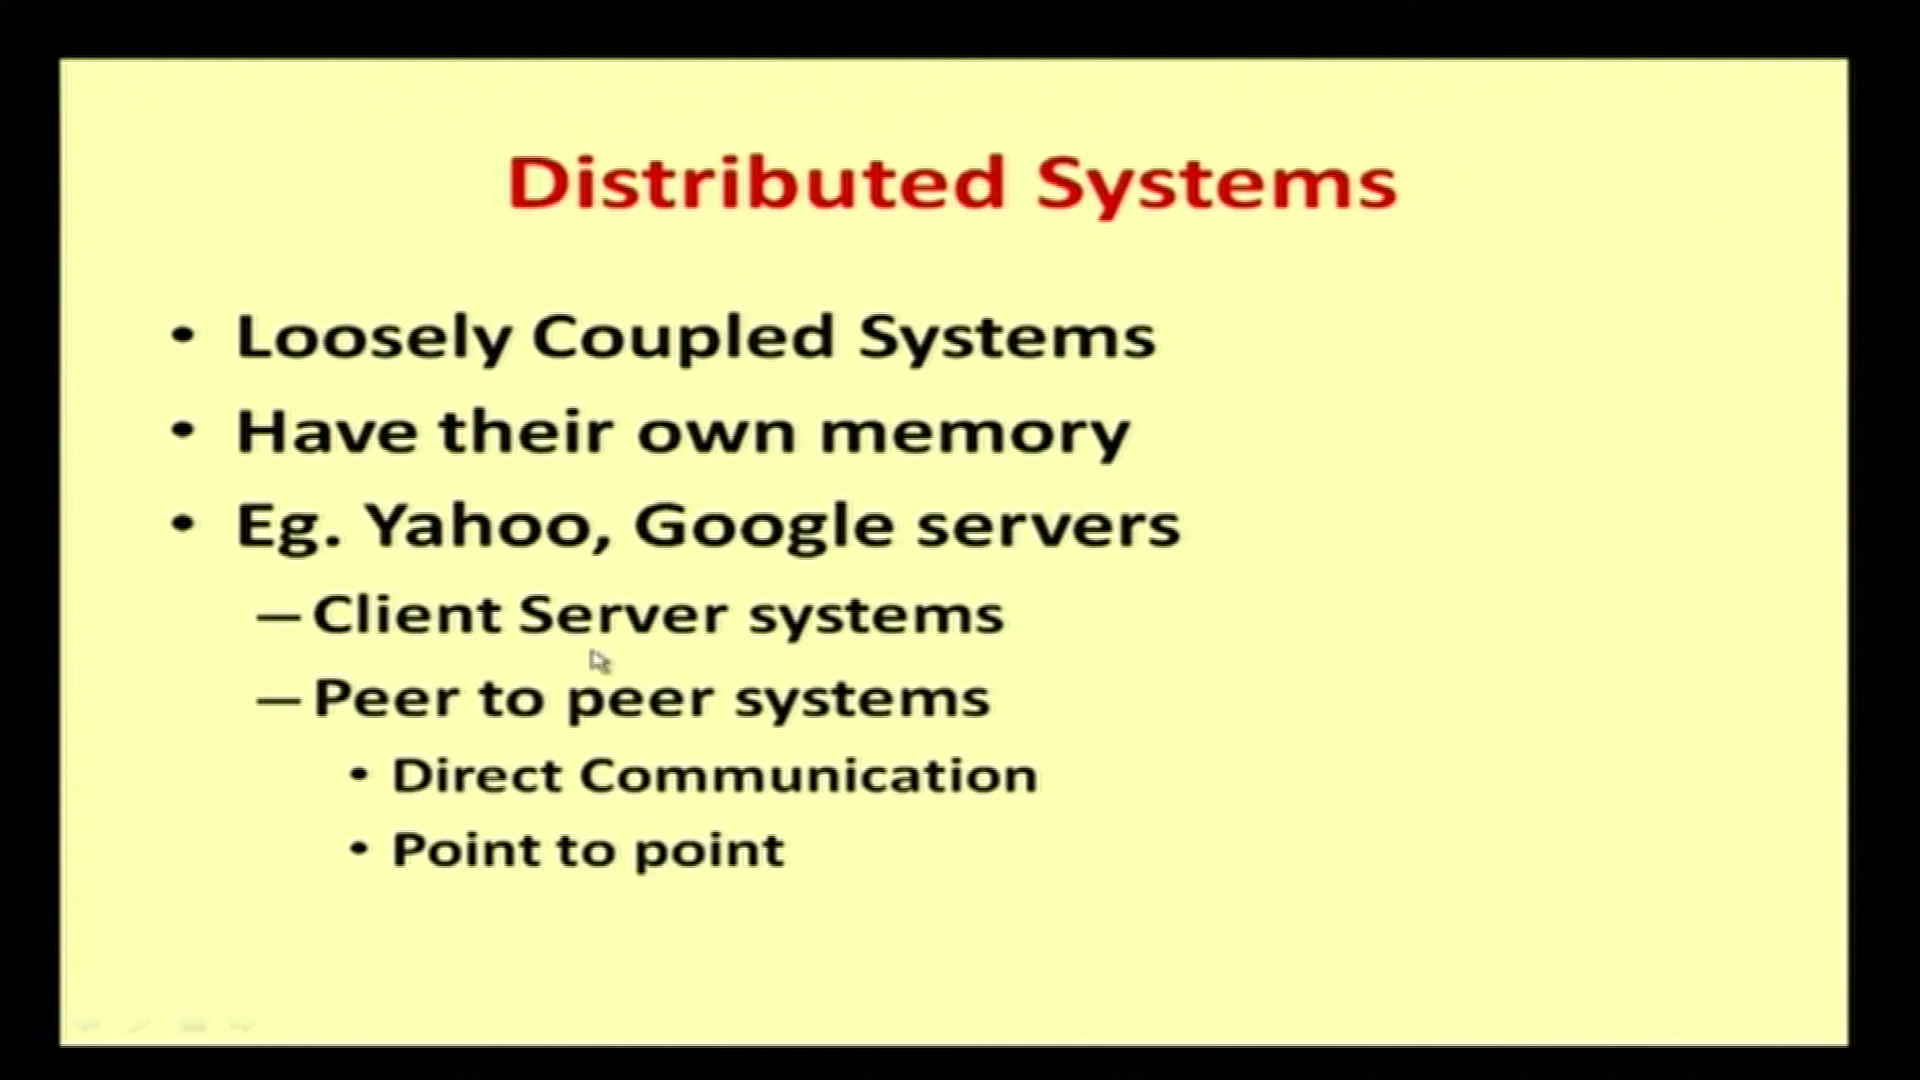 Distributed Systems
• Loosely Coupled Systems
• Have their own memory
• Eg. Yahoo, Google servers
– Client Server systems
– Peer to peer systems
• Direct Communication
• Point to point